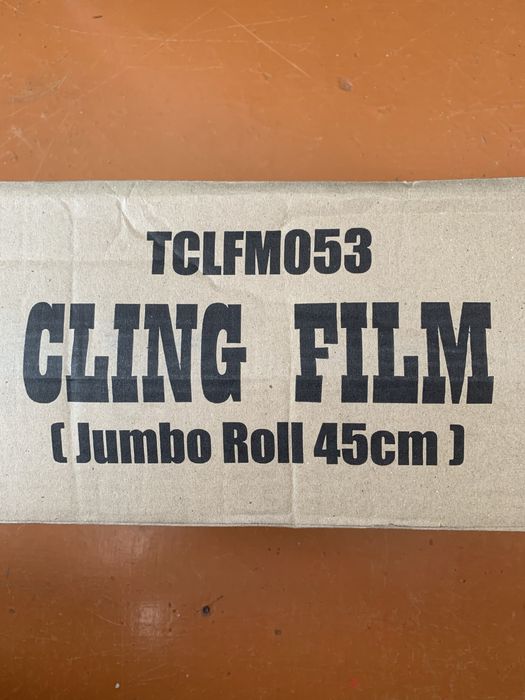 TCLFM053
CLING FILM
( Jumbo Roll 45cm )